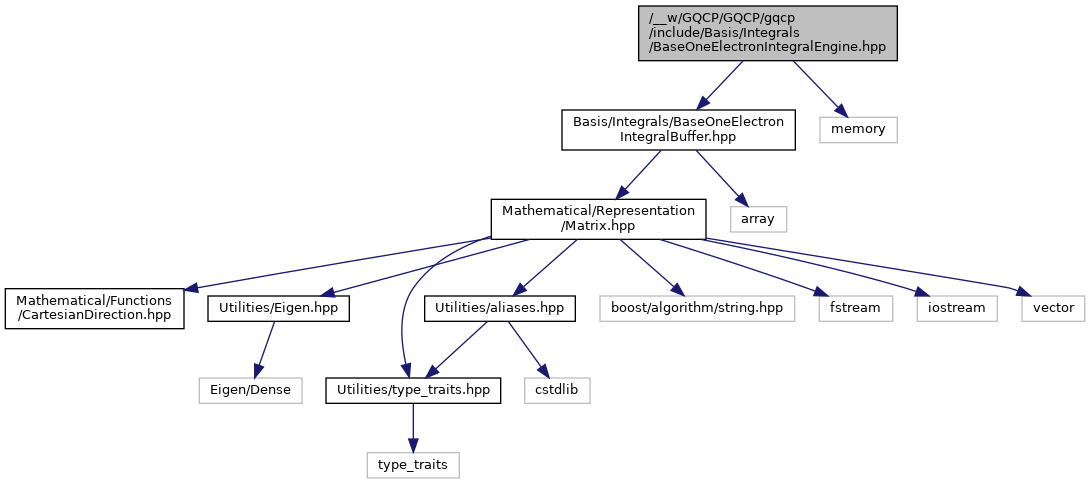 /__w/GQCP/GQCP/gqcp
/include/Basis/Integrals
/BaseOneElectronIntegralEngine.hpp
Basis/Integrals/BaseOneElectron
IntegralBuffer.hpp
memory
Mathematical/Representation
/Matrix.hpp
array
Mathematical/Functions
/CartesianDirection.hpp
Utilities/Eigen.hpp
Utilities/aliases.hpp
boost/algorithm/string.hpp
fstream
iostream
vector
Eigen/Dense
Utilities/type_traits.hpp
cstdlib
type_traits